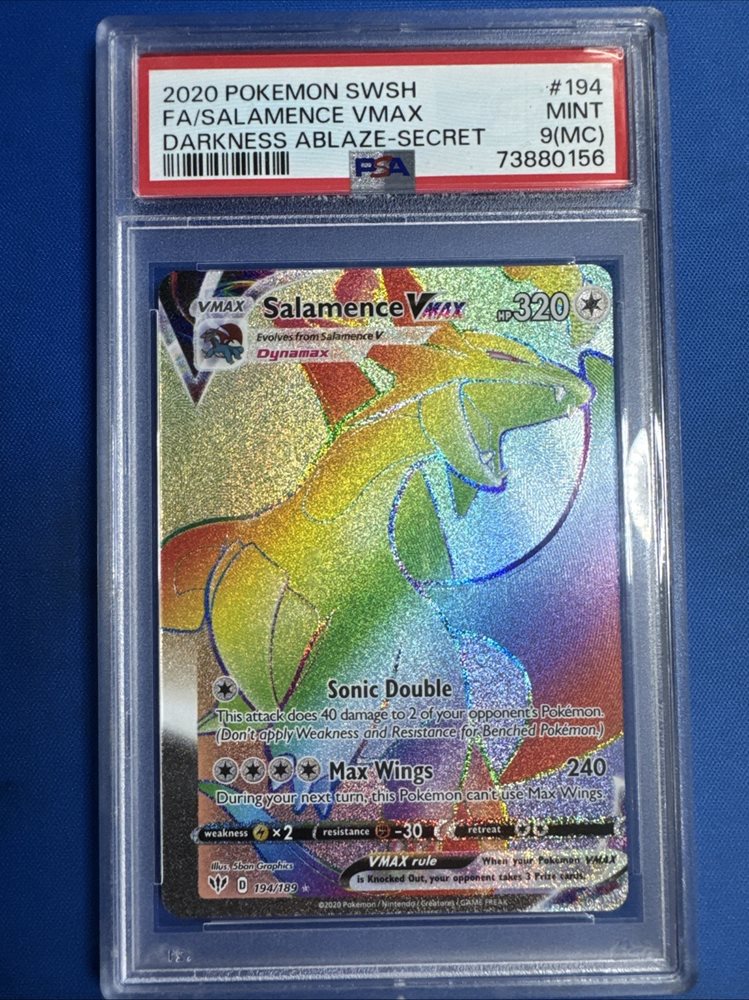 2020 POKEMON SWSH #194
FA/SALAMENCE VMAX MINT
DARKNESS ABLAZE-SECRET 9(MC)
PSA 73880156
VMAX Salamence VMAX HP 320
Evolves from Salamence V
Dynamax
Sonic Double
This attack does 40 damage to 2 of your opponent's Pokémon.
(Don't apply Weakness and Resistance for Benched Pokémon.)
Max Wings 240
During your next turn, this Pokémon can't use Max Wings.
weakness ×2 resistance -30 retreat
Illus. 5ban Graphics
VMAX rule When your Pokémon VMAX
is Knocked Out, your opponent takes 3 Prize cards.
D 194/189
©2020 Pokémon / Nintendo / Creatures / GAME FREAK